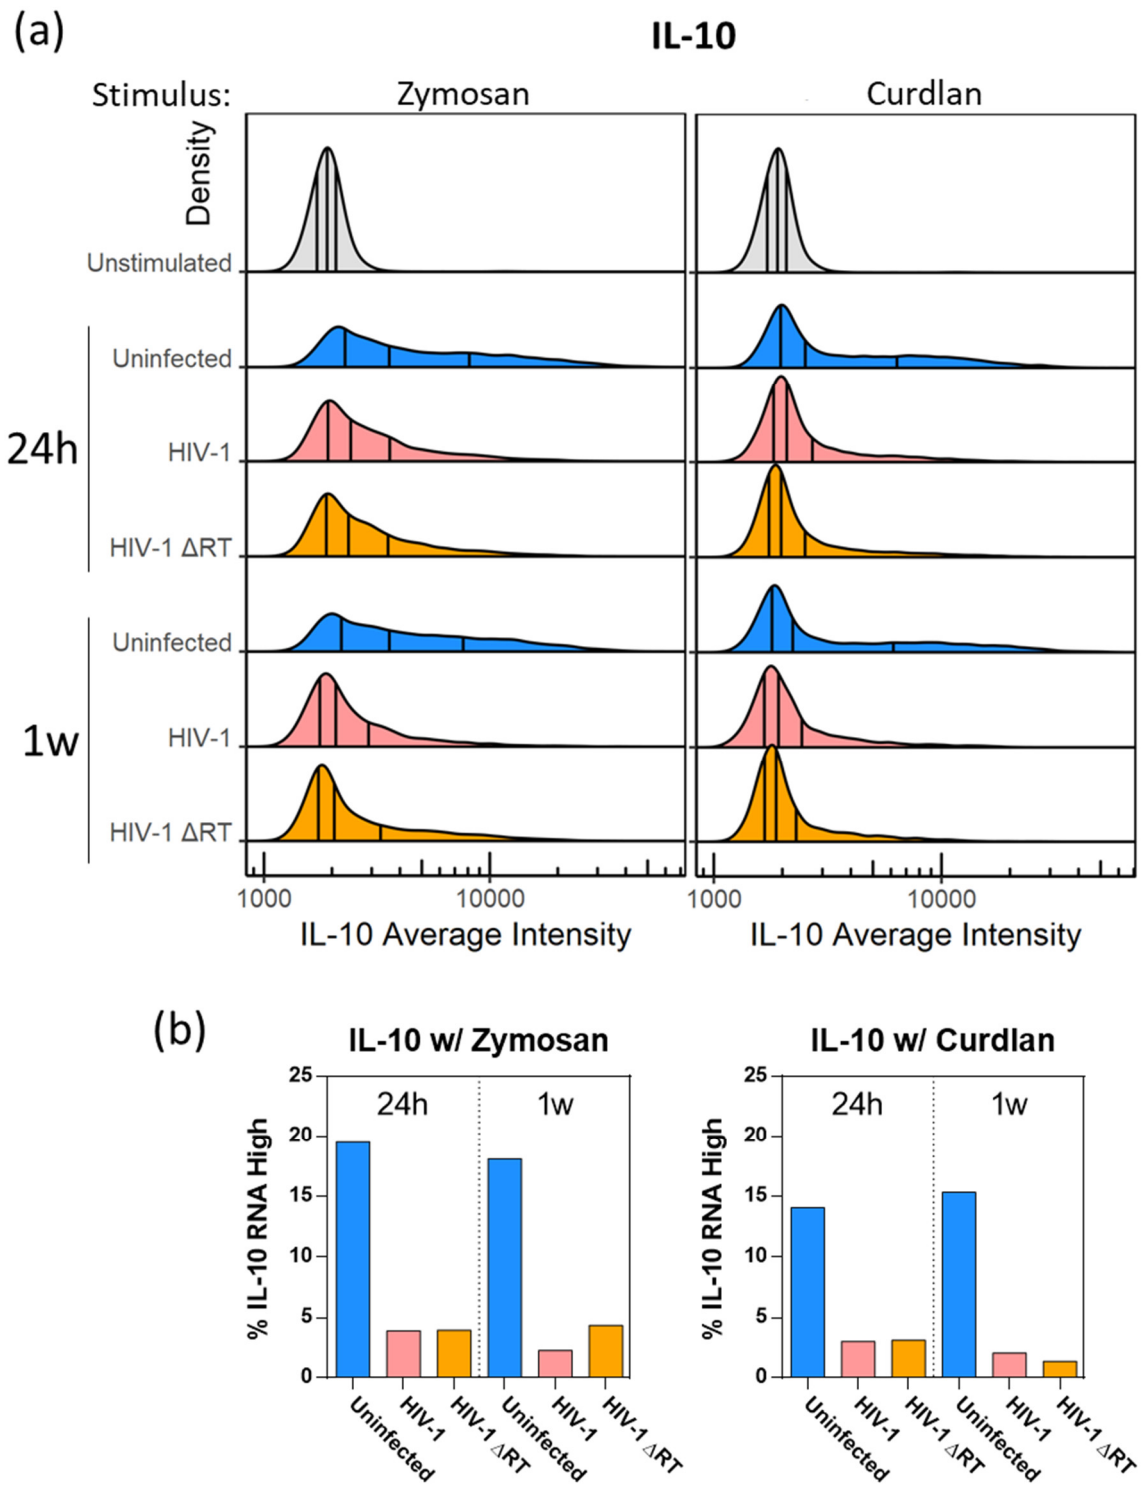 (a)
IL-10
Stimulus: Zymosan Curdlan
Density
Unstimulated
24h
Uninfected
HIV-1
HIV-1 ΔRT
1w
Uninfected
HIV-1
HIV-1 ΔRT
1000 10000 1000 10000
IL-10 Average Intensity IL-10 Average Intensity
(b)
IL-10 w/ Zymosan
% IL-10 RNA High
25
20
15
10
5
0
24h 1w
Uninfected
HIV-1
HIV-1 ΔRT
Uninfected
HIV-1
HIV-1 ΔRT
IL-10 w/ Curdlan
% IL-10 RNA High
25
20
15
10
5
0
24h 1w
Uninfected
HIV-1
HIV-1 ΔRT
Uninfected
HIV-1
HIV-1 ΔRT